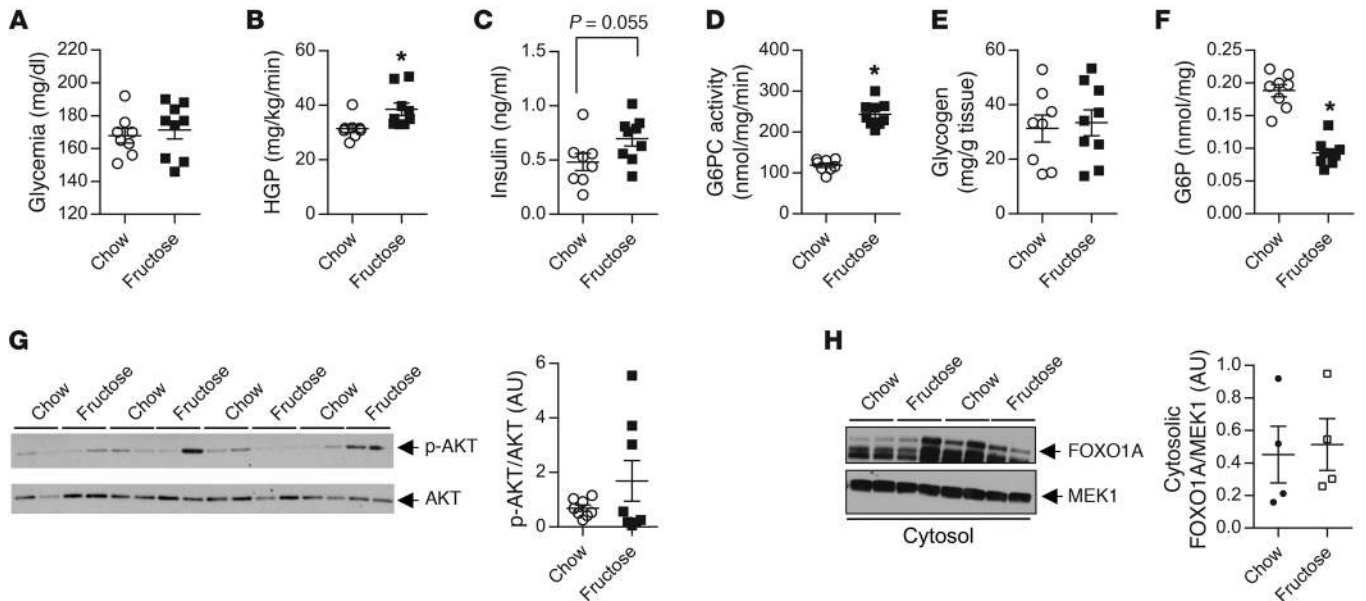 A
Glycemia (mg/dl)
220
200
180
160
140
120
Chow
Fructose
B
HGP (mg/kg/min)
60
40
20
0
*
Chow
Fructose
C
P = 0.055
Insulin (ng/ml)
1.5
1.0
0.5
0.0
Chow
Fructose
D
G6PC activity
(nmol/mg/min)
400
300
200
100
0
*
Chow
Fructose
E
Glycogen
(mg/g tissue)
60
40
20
0
Chow
Fructose
F
G6P (nmol/mg)
0.25
0.20
0.15
0.10
0.05
0.00
*
Chow
Fructose
G
Chow
Fructose
Chow
Fructose
Chow
Fructose
Chow
Fructose
p-AKT
AKT
p-AKT/AKT (AU)
6
4
2
0
Chow
Fructose
H
Chow
Fructose
Chow
Fructose
FOXO1A
MEK1
Cytosol
Cytosolic
FOXO1A/MEK1 (AU)
1.0
0.8
0.6
0.4
0.2
0.0
Chow
Fructose